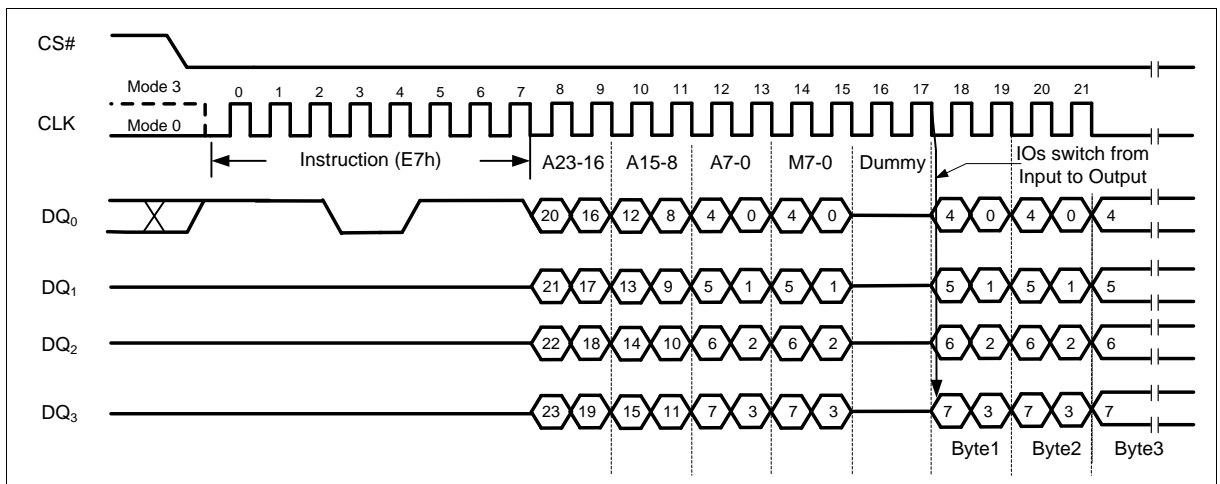 CS#
Mode 3
0 1 2 3 4 5 6 7 8 9 10 11 12 13 14 15 16 17 18 19 20 21
CLK
Mode 0
Instruction (E7h)
A23-16 A15-8 A7-0 M7-0 Dummy
IOs switch from
Input to Output
DQ0 20 16 12 8 4 0 4 0 4 0 4 0 4
DQ1 21 17 13 9 5 1 5 1 5 1 5 1 5
DQ2 22 18 14 10 6 2 6 2 6 2 6 2 6
DQ3 23 19 15 11 7 3 7 3 7 3 7 3 7
Byte1 Byte2 Byte3